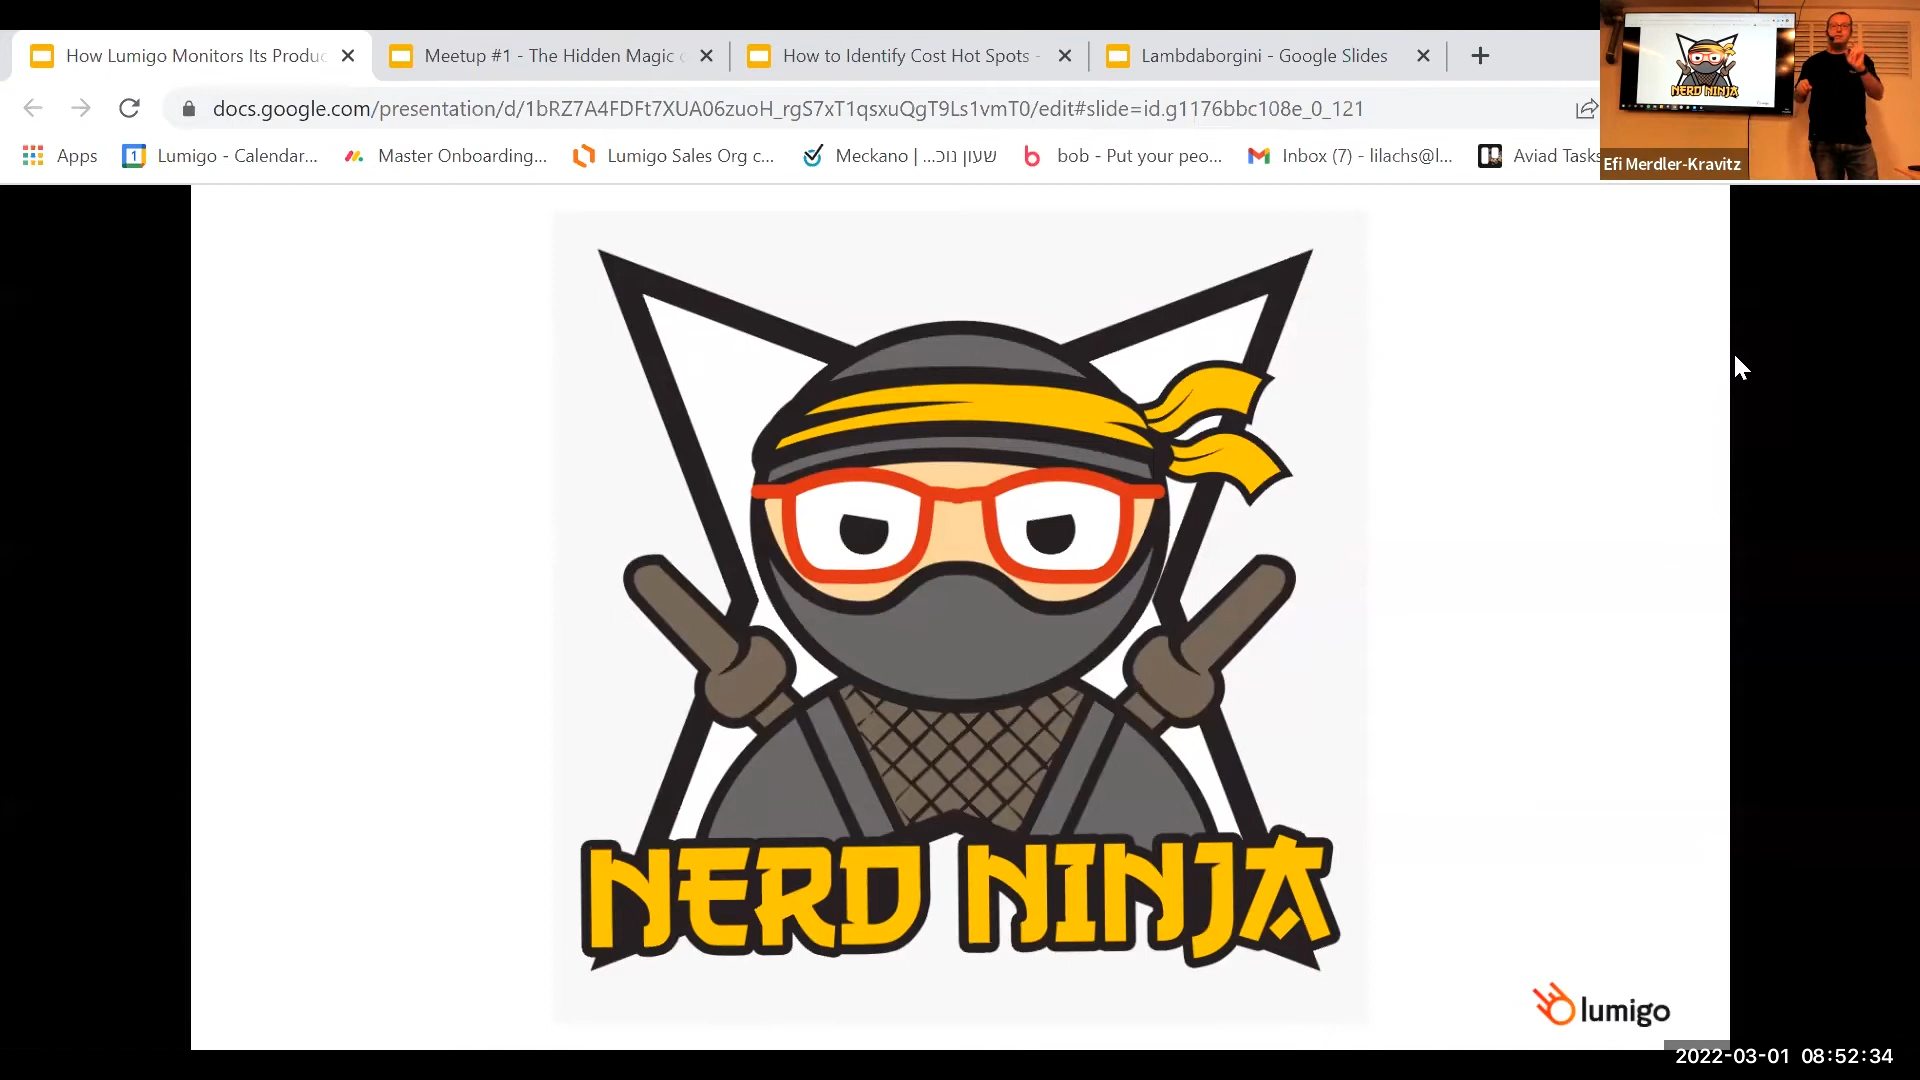 How Lumigo Monitors Its Produc
Meetup #1 - The Hidden Magic
How to Identify Cost Hot Spots -
Lambdaborgini - Google Slides
docs.google.com/presentation/d/1bRZ7A4FDFt7XUA06zuoH_rgS7xT1qsxuQgT9Ls1vmT0/edit#slide=id.g1176bbc108e_0_121
Apps
1
Lumigo - Calendar...
Master Onboarding...
Lumigo Sales Org c...
Meckano | שעון נוכ...
bob - Put your peo...
Inbox (7) - lilachs@l...
Aviad Tasks
NERD NINJA
Efi Merdler-Kravitz
NERD NINJA
lumigo
2022-03-01 08:52:34